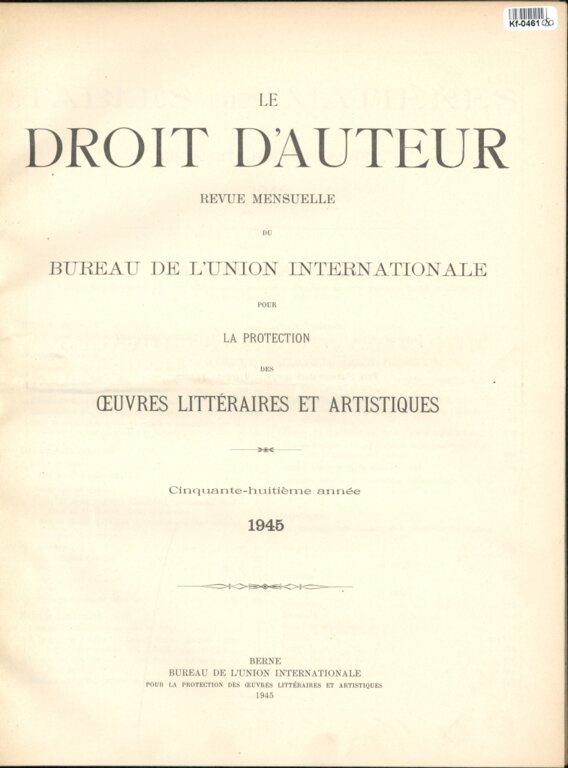 Kf-0461
LE
DROIT D'AUTEUR
REVUE MENSUELLE
DU
BUREAU DE L'UNION INTERNATIONALE
POUR
LA PROTECTION
DES
ŒUVRES LITTÉRAIRES ET ARTISTIQUES
Cinquante-huitième année
1945
BERNE
BUREAU DE L'UNION INTERNATIONALE
POUR LA PROTECTION DES ŒUVRES LITTÉRAIRES ET ARTISTIQUES
1945